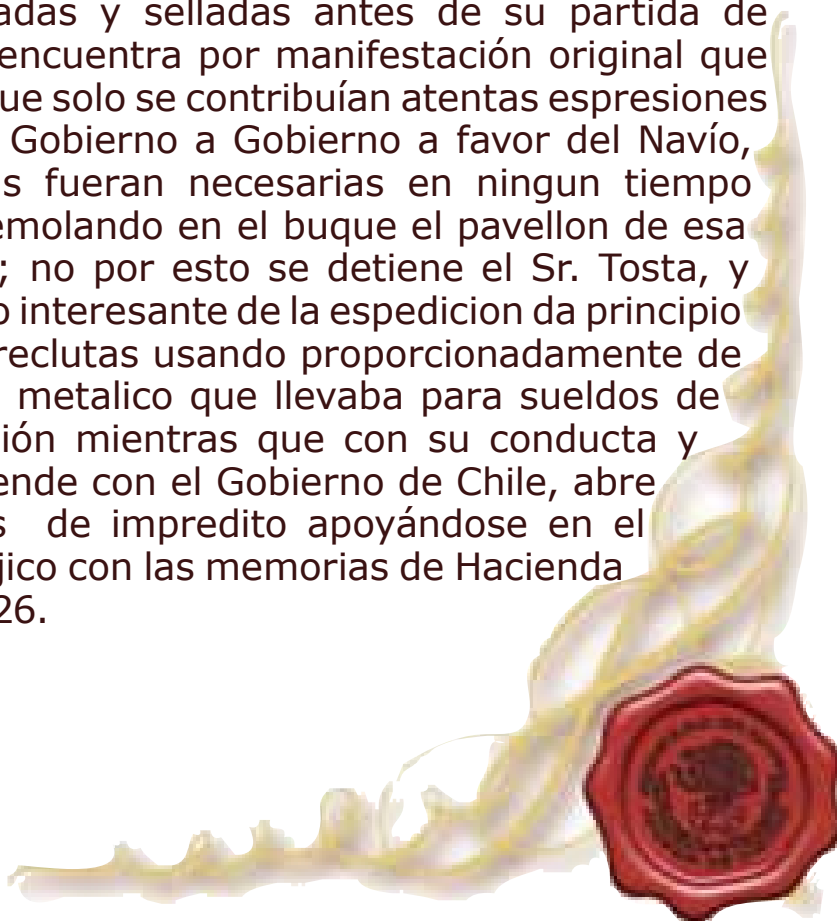 adas y selladas antes de su partida de
encuentra por manifestación original que
ue solo se contribuían atentas espresiones
Gobierno a Gobierno a favor del Navío,
s fueran necesarias en ningun tiempo
emolando en el buque el pavellon de esa
; no por esto se detiene el Sr. Tosta, y
o interesante de la espedicion da principio
reclutas usando proporcionadamente de
metalico que llevaba para sueldos de
ión mientras que con su conducta y
ende con el Gobierno de Chile, abre
s de impredito apoyándose en el
jico con las memorias de Hacienda
26.